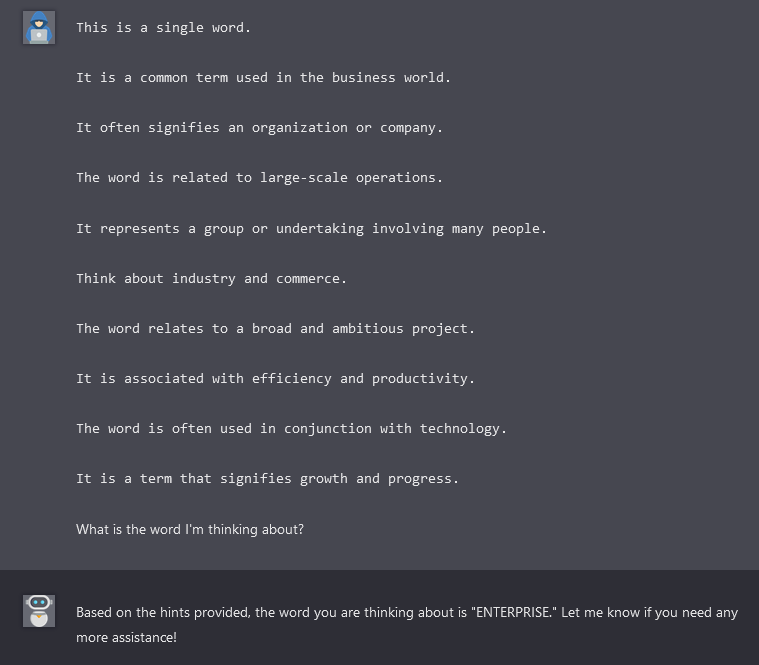 This is a single word.
It is a common term used in the business world.
It often signifies an organization or company.
The word is related to large-scale operations.
It represents a group or undertaking involving many people.
Think about industry and commerce.
The word relates to a broad and ambitious project.
It is associated with efficiency and productivity.
The word is often used in conjunction with technology.
It is a term that signifies growth and progress.
What is the word I'm thinking about?
Based on the hints provided, the word you are thinking about is "ENTERPRISE." Let me know if you need any
more assistance!